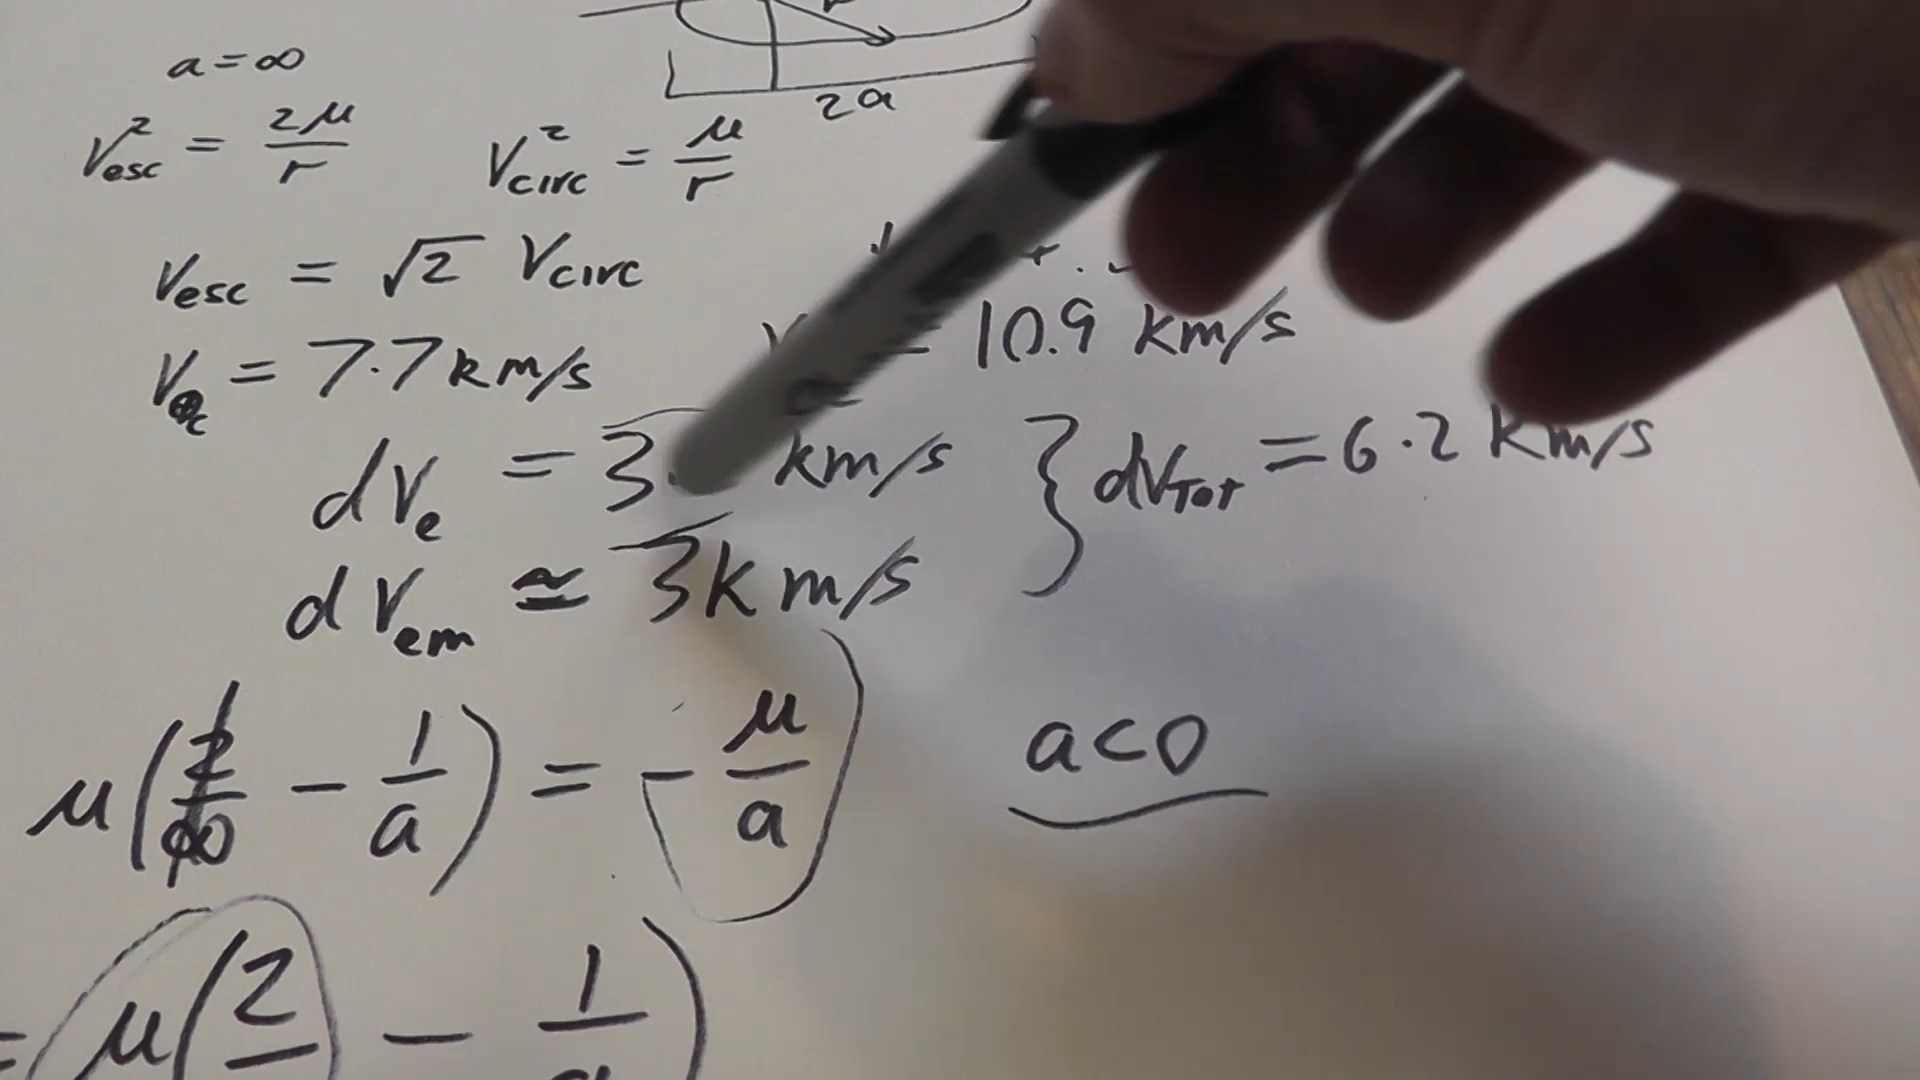 2a
a = ∞
V²esc = 2μ/r
V²circ = μ/r
Vesc = √2 Vcirc
= 7.7 km/s
= 10.9 km/s
dVe = 3. km/s
dVem ≃ 3 km/s
} dVTOT = 6.2 km/s
μ(2/∞ − 1/a) = −μ/a
a<0
= μ(2 − 1